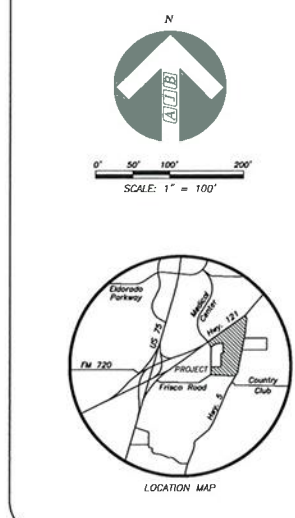 N
AJB
0' 50' 100' 200'
SCALE: 1" = 100'
Eldorado
Parkway
US 75
Medical
Center
Hwy. 121
FM 720
PROJECT
Frisco Road
Hwy. 5
Country
Club
LOCATION MAP